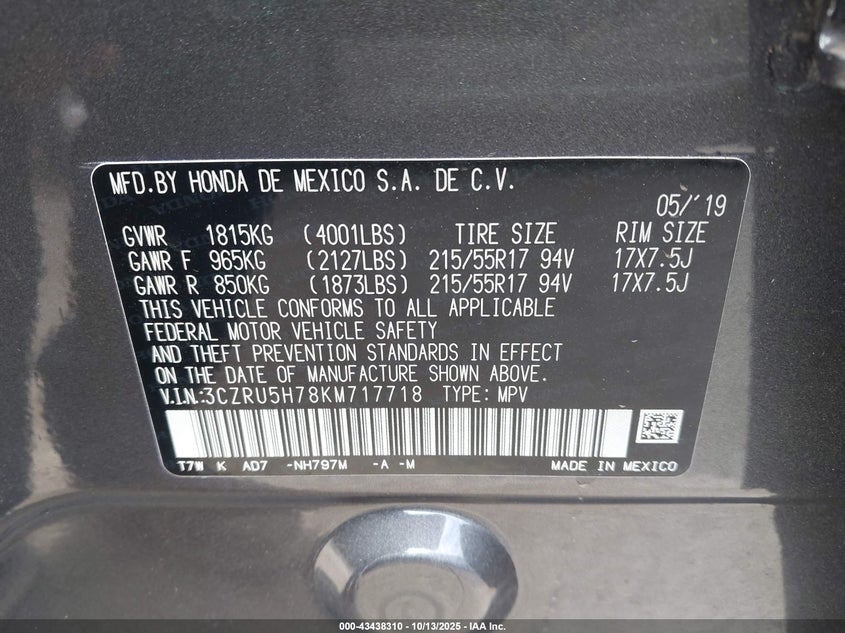 MFD.BY HONDA DE MEXICO S.A. DE C.V.
05/'19
GVWR 1815KG (4001LBS) TIRE SIZE RIM SIZE
GAWR F 965KG (2127LBS) 215/55R17 94V 17X7.5J
GAWR R 850KG (1873LBS) 215/55R17 94V 17X7.5J
THIS VEHICLE CONFORMS TO ALL APPLICABLE
FEDERAL MOTOR VEHICLE SAFETY
AND THEFT PREVENTION STANDARDS IN EFFECT
ON THE DATE OF MANUFACTURE SHOWN ABOVE.
V.I.N.:3CZRU5H78KM717718 TYPE: MPV
T7W K AD7 -NH797M -A -M MADE IN MEXICO
000-43438310 - 10/13/2025 - IAA Inc.